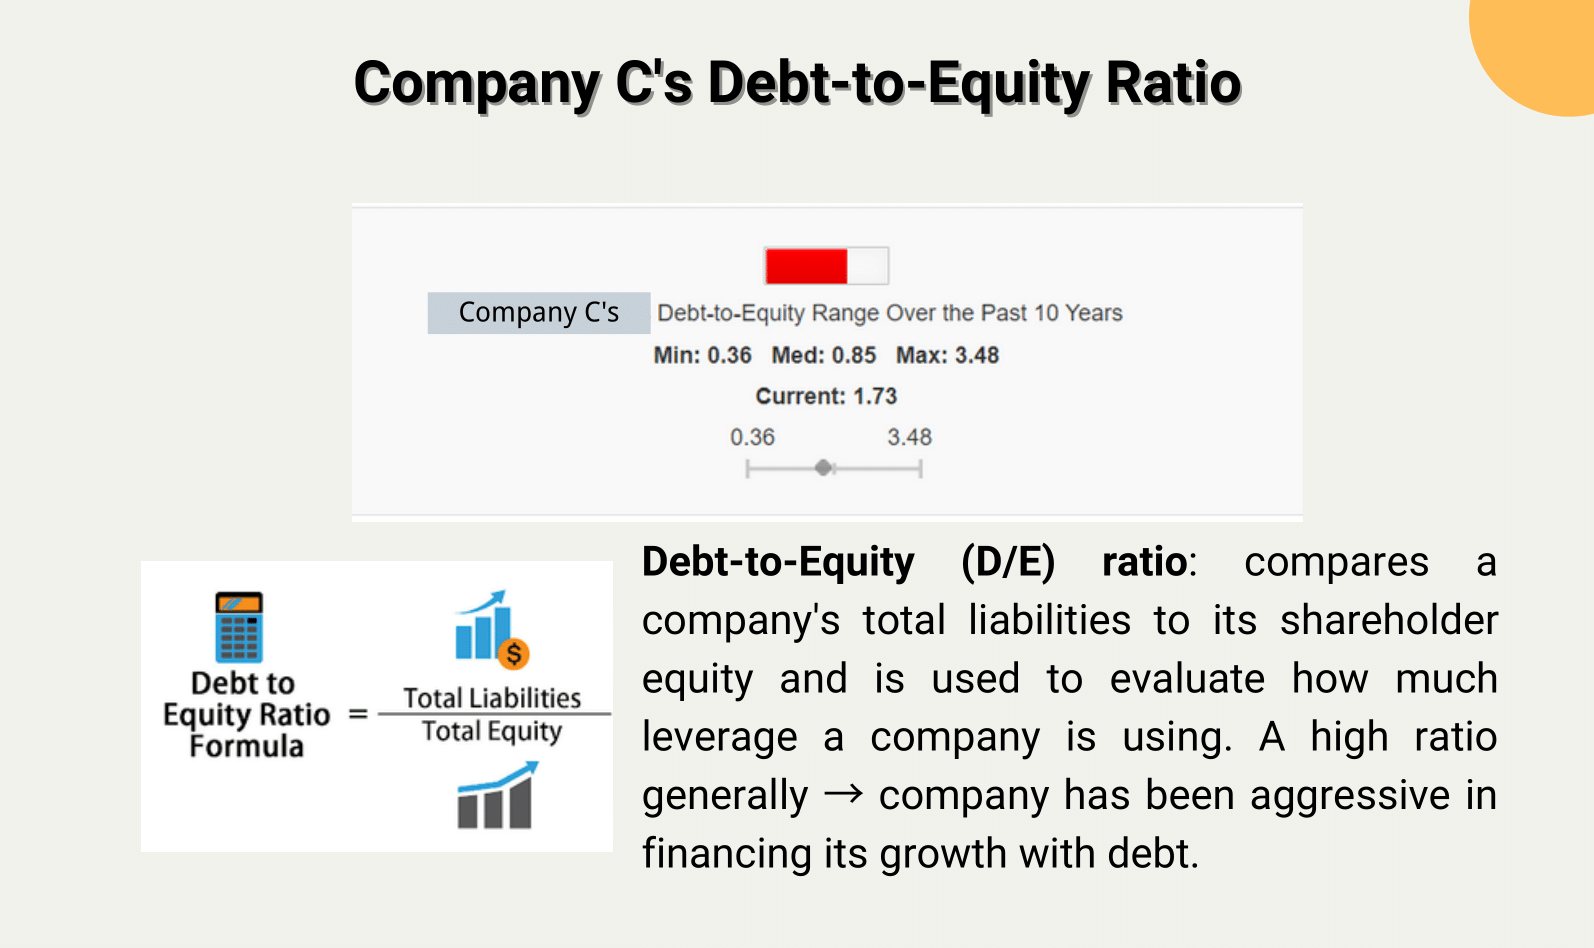 Company C's Debt-to-Equity Ratio
Company C's Debt-to-Equity Range Over the Past 10 Years
Min: 0.36 Med: 0.85 Max: 3.48
Current: 1.73
0.36 3.48
Debt to
Equity Ratio
Formula
=
Total Liabilities
Total Equity
$
Debt-to-Equity (D/E) ratio: compares a
company's total liabilities to its shareholder
equity and is used to evaluate how much
leverage a company is using. A high ratio
generally → company has been aggressive in
financing its growth with debt.